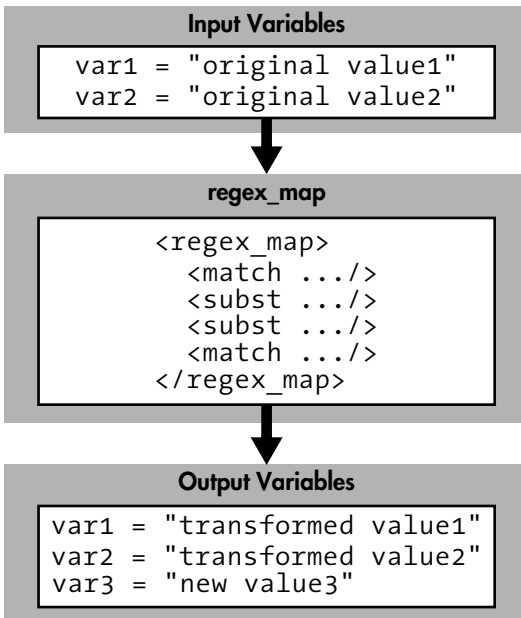 Input Variables
var1 = "original value1"
var2 = "original value2"
regex_map
<regex_map>
<match .../>
<subst .../>
<subst .../>
<match .../>
</regex_map>
Output Variables
var1 = "transformed value1"
var2 = "transformed value2"
var3 = "new value3"